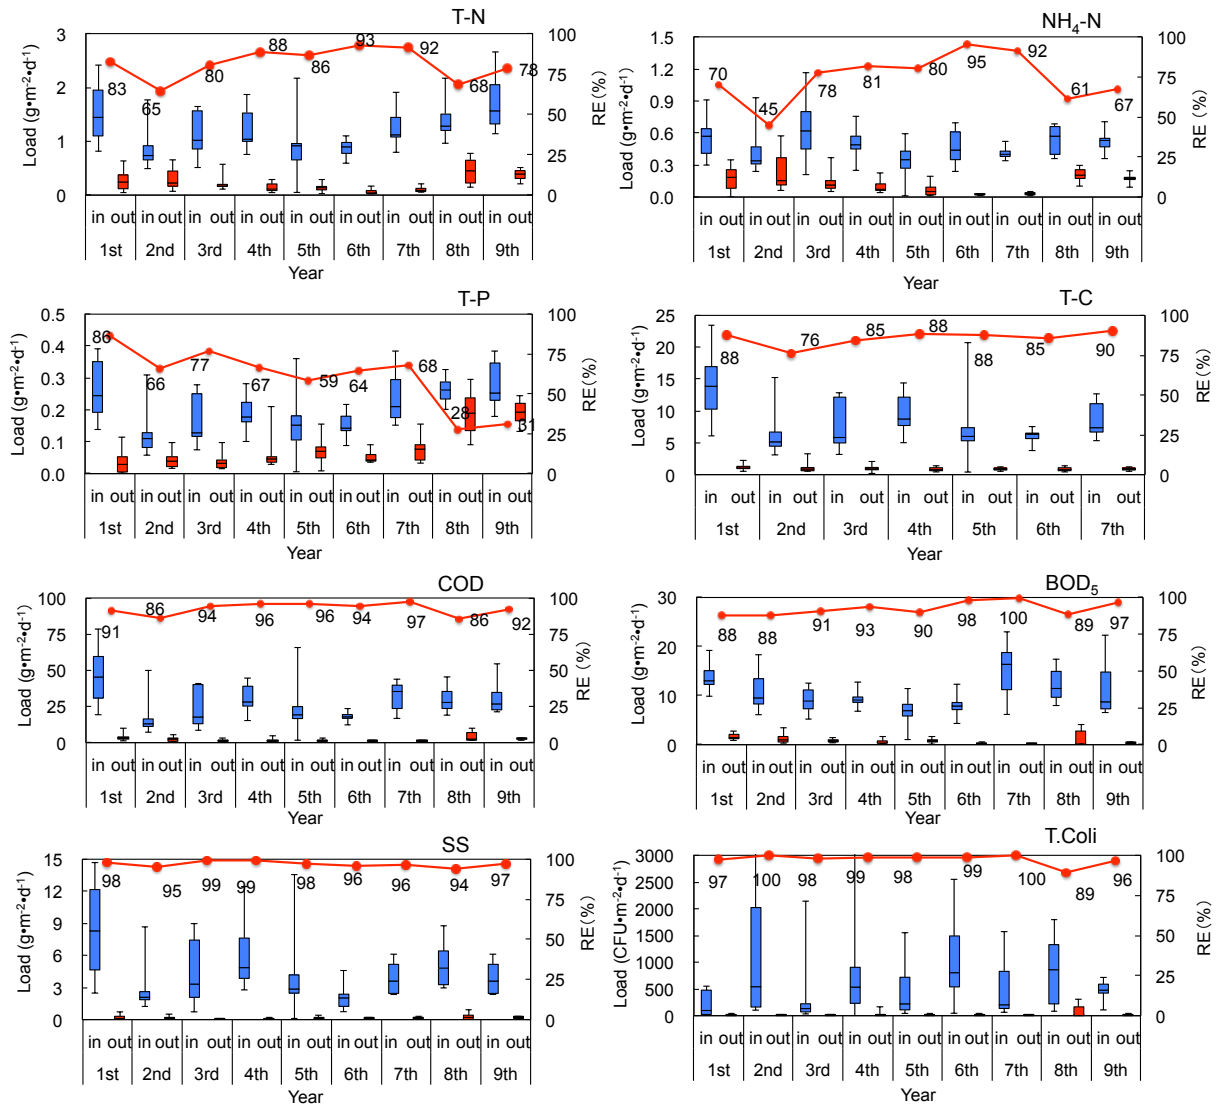 T-N
3
2
1
0
Load (g•m⁻²•d⁻¹)
100
75
50
25
0
RE(%)
83 65 80 88 86 93 92 68 78
in out in out in out in out in out in out in out in out in out
1st 2nd 3rd 4th 5th 6th 7th 8th 9th
Year
NH₄-N
1.5
1.2
0.9
0.6
0.3
0.0
Load (g•m⁻²•d⁻¹)
100
75
50
25
0
RE(%)
70 45 78 81 80 95 92 61 67
in out in out in out in out in out in out in out in out in out
1st 2nd 3rd 4th 5th 6th 7th 8th 9th
Year
T-P
0.5
0.4
0.3
0.2
0.1
0.0
Load (g•m⁻²•d⁻¹)
100
75
50
25
0
RE(%)
86 66 77 67 59 64 68 28 31
in out in out in out in out in out in out in out in out in out
1st 2nd 3rd 4th 5th 6th 7th 8th 9th
Year
T-C
25
20
15
10
5
0
Load (g•m⁻²•d⁻¹)
100
75
50
25
0
RE(%)
88 76 85 88 88 85 90
in out in out in out in out in out in out in out
1st 2nd 3rd 4th 5th 6th 7th
Year
COD
100
75
50
25
0
Load (g•m⁻²•d⁻¹)
100
75
50
25
0
RE(%)
91 86 94 96 96 94 97 86 92
in out in out in out in out in out in out in out in out in out
1st 2nd 3rd 4th 5th 6th 7th 8th 9th
Year
BOD₅
30
20
10
0
Load (g•m⁻²•d⁻¹)
100
75
50
25
0
RE(%)
88 88 91 93 90 98 100 89 97
in out in out in out in out in out in out in out in out in out
1st 2nd 3rd 4th 5th 6th 7th 8th 9th
Year
SS
15
12
9
6
3
0
Load (g•m⁻²•d⁻¹)
100
75
50
25
0
RE(%)
98 95 99 99 98 96 96 94 97
in out in out in out in out in out in out in out in out in out
1st 2nd 3rd 4th 5th 6th 7th 8th 9th
Year
T.Coli
3000
2500
2000
1500
1000
500
0
Load (CFU•m⁻²•d⁻¹)
100
75
50
25
0
RE(%)
97 100 98 99 98 99 100 89 96
in out in out in out in out in out in out in out in out in out
1st 2nd 3rd 4th 5th 6th 7th 8th 9th
Year